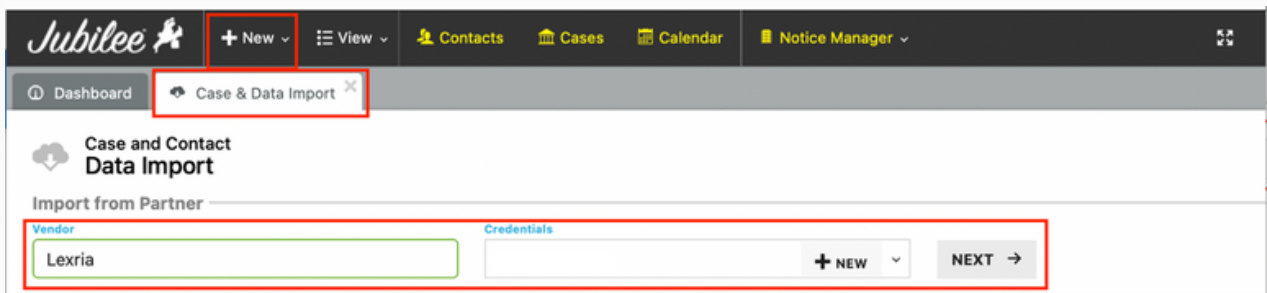 Jubilee + New View Contacts Cases Calendar Notice Manager
Dashboard Case & Data Import
Case and Contact
Data Import
Import from Partner
Vendor Credentials
Lexria + NEW NEXT →